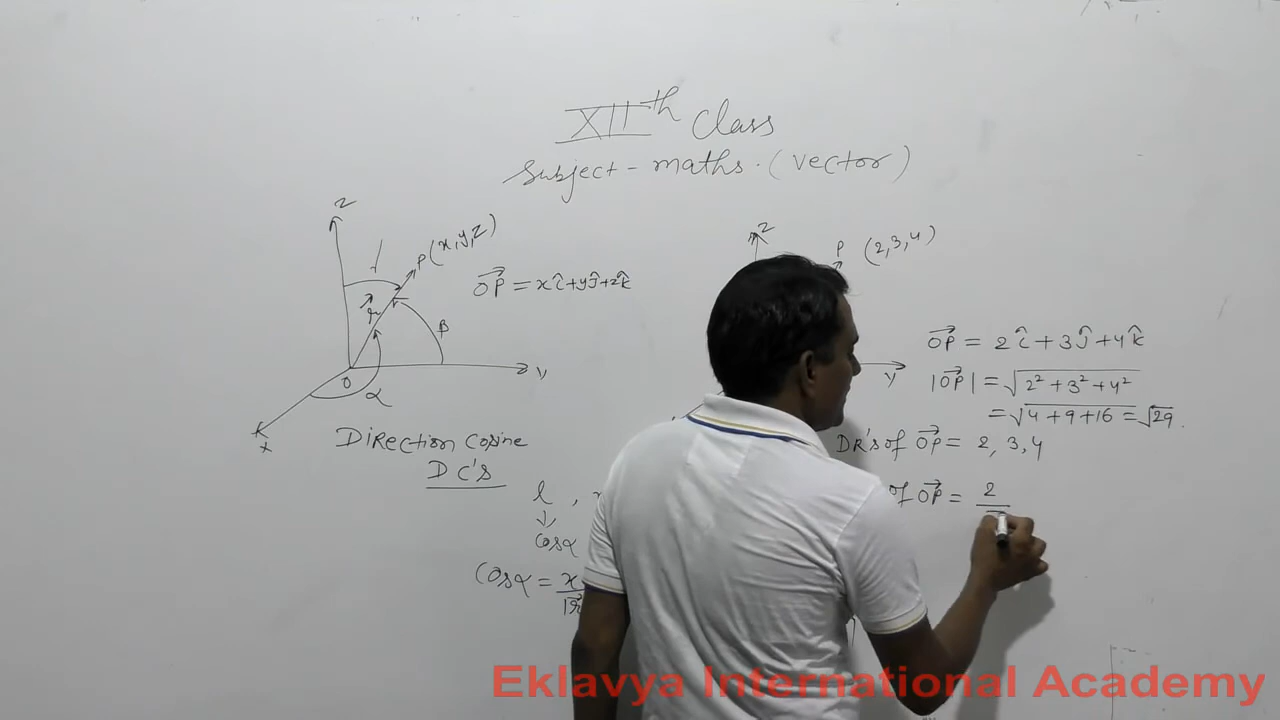 XIIth Class
Subject - maths. (vector)
Z
P(x,y,z)
OP⃗ = xî+yĵ+zk̂
r⃗
β
O
α
y
x
Direction Cosine
DC's
l ,
↓
Cosα
Cosα = x
|r⃗
Z
P (2,3,4)
y
OP⃗ = 2î+3ĵ+4k̂
|OP⃗| = √2²+3²+4²
= √4+9+16 = √29.
DR's of OP⃗ = 2, 3, 4
of OP⃗ = 2
Eklavya International Academy